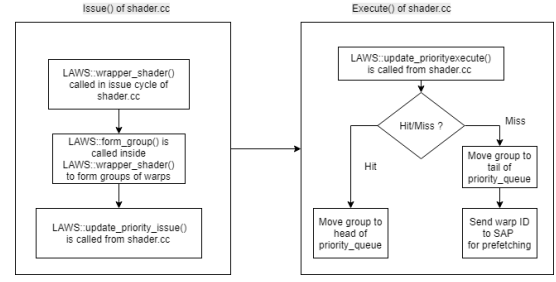 Issue() of shader.cc
LAWS::wrapper_shader()
called in issue cycle of
shader.cc
LAWS::form_group() is
called inside
LAWS::wrapper_shader()
to form groups of warps
LAWS::update_priority_issue()
is called from shader.cc
Execute() of shader.cc
LAWS::update_priorityexecute()
is called from shader.cc
Hit/Miss ?
Hit
Miss
Move group to
head of
priority_queue
Move group to
tail of
priority_queue
Send warp ID
to SAP
for prefetching